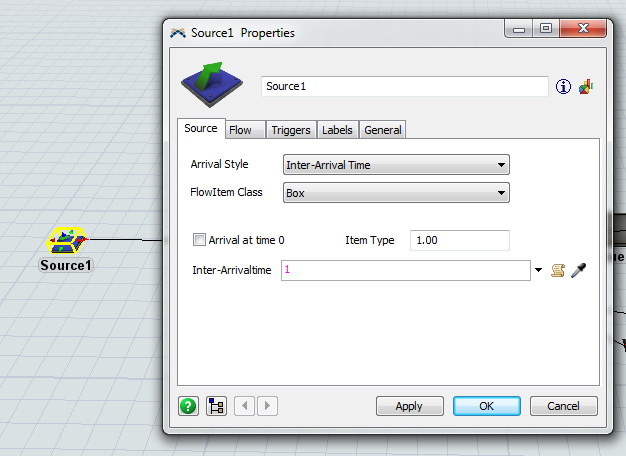 Source1 Properties
Source1
Source Flow Triggers Labels General
Arrival Style Inter-Arrival Time
FlowItem Class Box
Arrival at time 0 Item Type 1.00
Inter-Arrivaltime 1
Source1
Apply OK Cancel